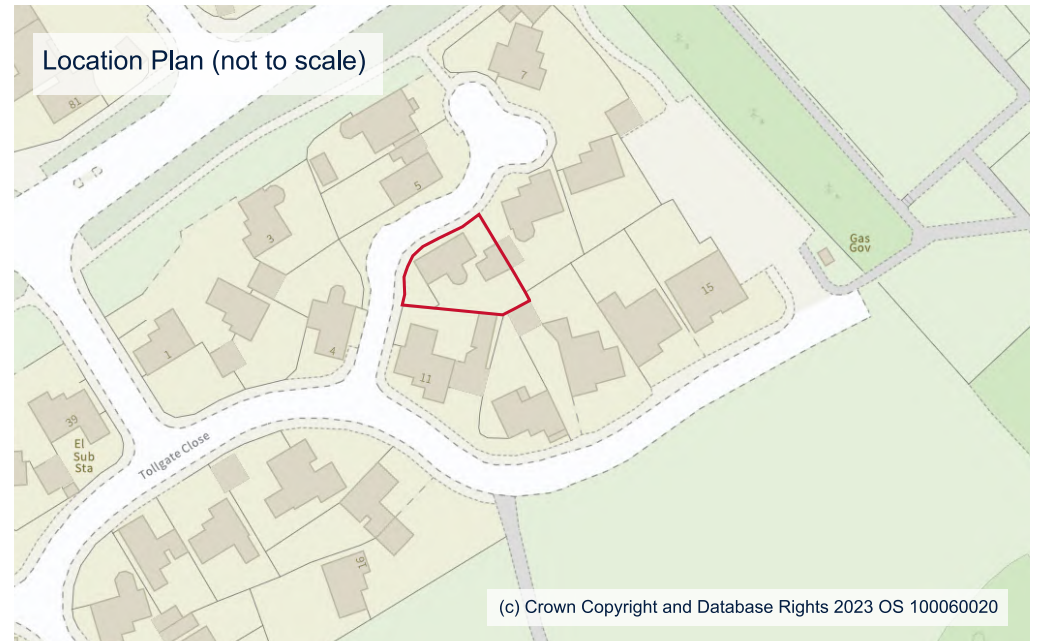 Location Plan (not to scale)
81
7
5
3
Gas
Gov
15
1
4
11
39
El
Sub
Sta
Tollgate Close
16
(c) Crown Copyright and Database Rights 2023 OS 100060020